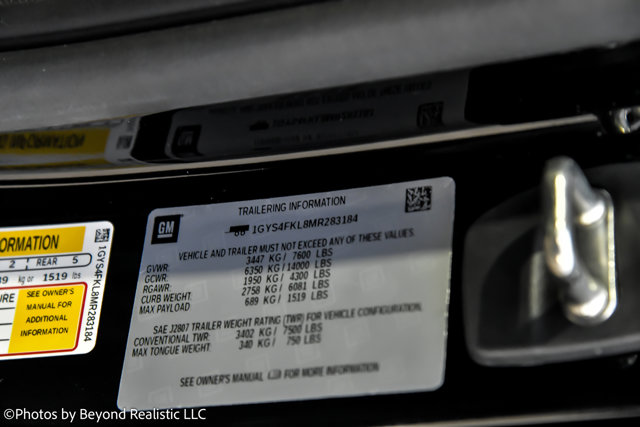 TRAILERING INFORMATION
GM
1GYS4FKL8MR283184
VEHICLE AND TRAILER MUST NOT EXCEED ANY OF THESE VALUES
GVWR: 3447 KG / 7600 LBS
GCWR: 6350 KG / 14000 LBS
RGAWR: 1950 KG / 4300 LBS
CURB WEIGHT: 2758 KG / 6081 LBS
MAX PAYLOAD 689 KG / 1519 LBS
SAE J2807 TRAILER WEIGHT RATING (TWR) FOR VEHICLE CONFIGURATION.
CONVENTIONAL TWR: 3402 KG / 7500 LBS
MAX TONGUE WEIGHT: 340 KG / 750 LBS
SEE OWNER'S MANUAL FOR MORE INFORMATION
ORMATION
2 REAR 5
kg or 1519 lbs
SEE OWNER'S
MANUAL FOR
ADDITIONAL
INFORMATION
1GYS4FKL8MR283184
©Photos by Beyond Realistic LLC